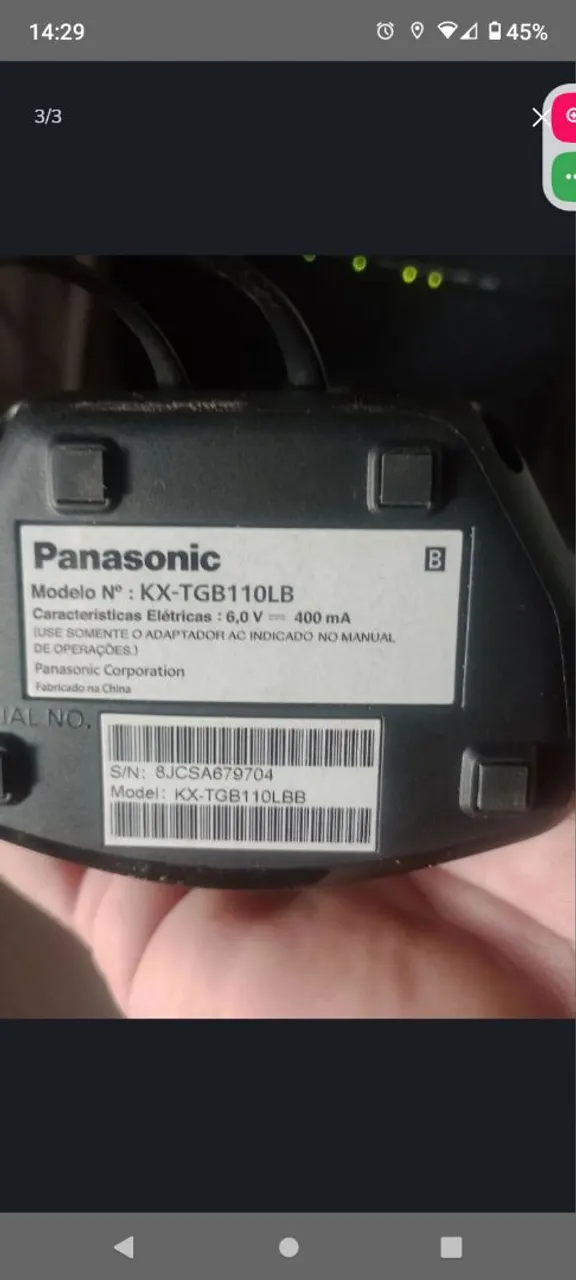 14:29
45%
3/3
Panasonic
B
Modelo Nº : KX-TGB110LB
Características Elétricas : 6,0 V ⎓ 400 mA
(USE SOMENTE O ADAPTADOR AC INDICADO NO MANUAL
DE OPERAÇÕES.)
Panasonic Corporation
Fabricado na China
IAL NO.
S/N: 8JCSA679704
Model: KX-TGB110LBB